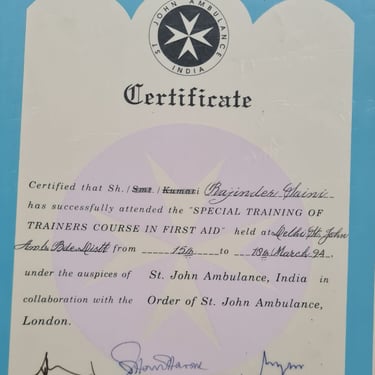 ST JOHN AMBULANCE
INDIA
Certificate
Certified that Sh./Smt./Kumari Rajinder Saini
has successfully attended the "SPECIAL TRAINING OF
TRAINERS COURSE IN FIRST AID" held at Delhi St. John
Amb Bde Distt from 15th to 18th March 94.
under the auspices of St. John Ambulance, India in
collaboration with the Order of St. John Ambulance,
London.